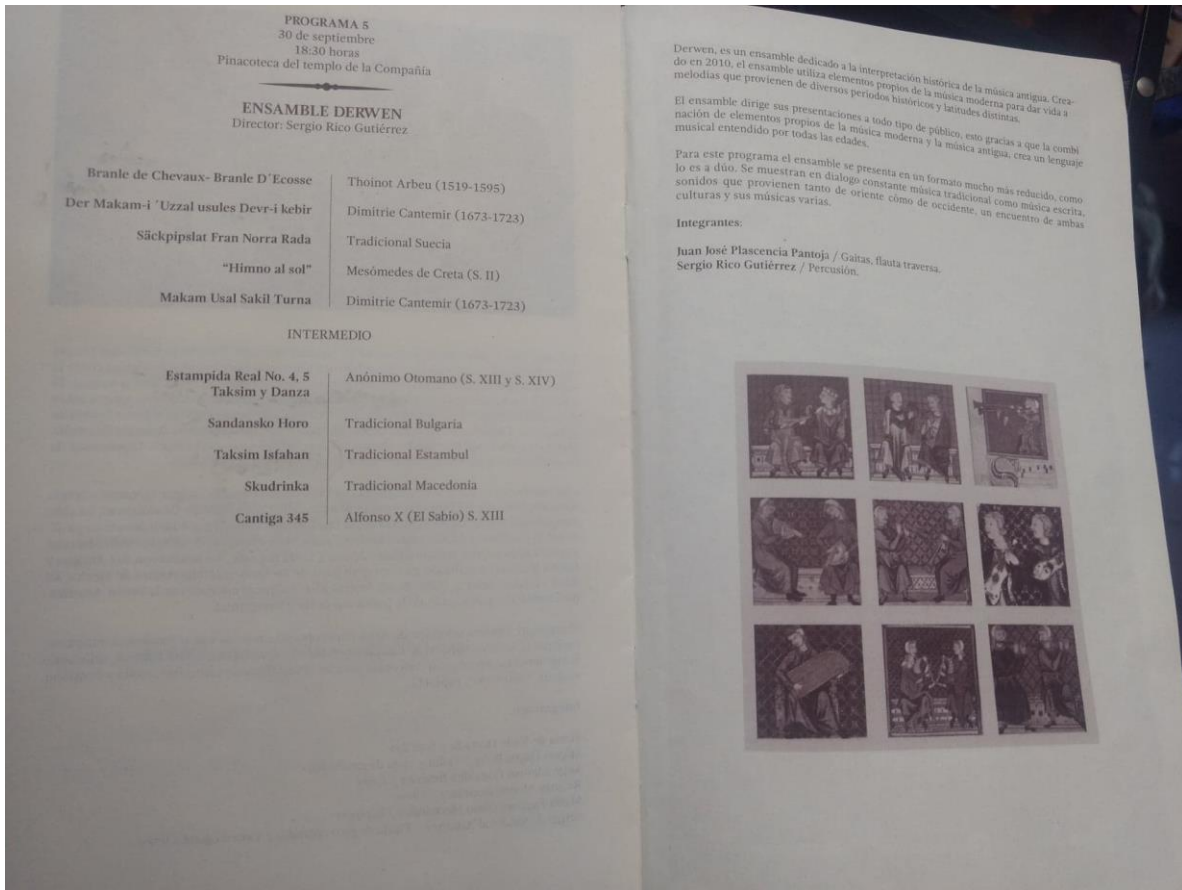 PROGRAMA 5
30 de septiembre
18:30 horas
Pinacoteca del templo de la Compañía
ENSAMBLE DERWEN
Director: Sergio Rico Gutiérrez
Branle de Chevaux- Branle D´Ecosse Thoinot Arbeu (1519-1595)
Der Makam-i ´Uzzal usules Devr-i kebir Dimitrie Cantemir (1673-1723)
Säckpipslat Fran Norra Rada Tradicional Suecia
"Himno al sol" Mesómedes de Creta (S. II)
Makam Usal Sakil Turna Dimitrie Cantemir (1673-1723)
INTERMEDIO
Estampida Real No. 4, 5 Anónimo Otomano (S. XIII y S. XIV)
Taksim y Danza
Sandansko Horo Tradicional Bulgaria
Taksim Isfahan Tradicional Estambul
Skudrinka Tradicional Macedonia
Cantiga 345 Alfonso X (El Sabio) S. XIII
Derwen, es un ensamble dedicado a la interpretación histórica de la música antigua. Crea-
do en 2010, el ensamble utiliza elementos propios de la música moderna para dar vida a
melodías que provienen de diversos periodos históricos y latitudes distintas.
El ensamble dirige sus presentaciones a todo tipo de público, esto gracias a que la combi
nación de elementos propios de la música moderna y la música antigua, crea un lenguaje
musical entendido por todas las edades.
Para este programa el ensamble se presenta en un formato mucho más reducido, como
lo es a dúo. Se muestran en dialogo constante música tradicional como música escrita,
sonidos que provienen tanto de oriente cómo de occidente, un encuentro de ambas
culturas y sus músicas varias.
Integrantes:
Juan José Plascencia Pantoja / Gaitas, flauta traversa.
Sergio Rico Gutiérrez / Percusión.